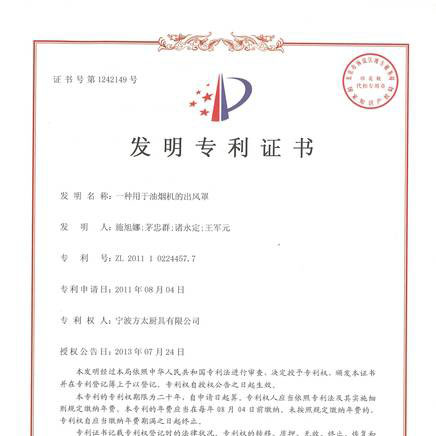 证书号第1242149号
发明专利证书
发 明 名 称：一种用于油烟机的出风罩
发 明 人：施旭娜;茅忠群;诸永定;王军元
专 利 号：ZL 2011 1 0224457.7
专利申请日：2011年08月04日
专 利 权 人：宁波方太厨具有限公司
授权公告日：2013年07月24日
本发明经过本局依照中华人民共和国专利法进行审查，决定授予专利权，颁发本证书
并在专利登记簿上予以登记。专利权自授权公告之日起生效。
本专利的专利权期限为二十年，自申请日起算。专利权人应当依照专利法及其实施细
则规定缴纳年费。本专利的年费应当在每年08月04日前缴纳。未按照规定缴纳年费的，
专利权自应当缴纳年费期满之日起终止。
专利证书记载专利权登记时的法律状况。专利权的转移、质押、无效、终止、恢复和